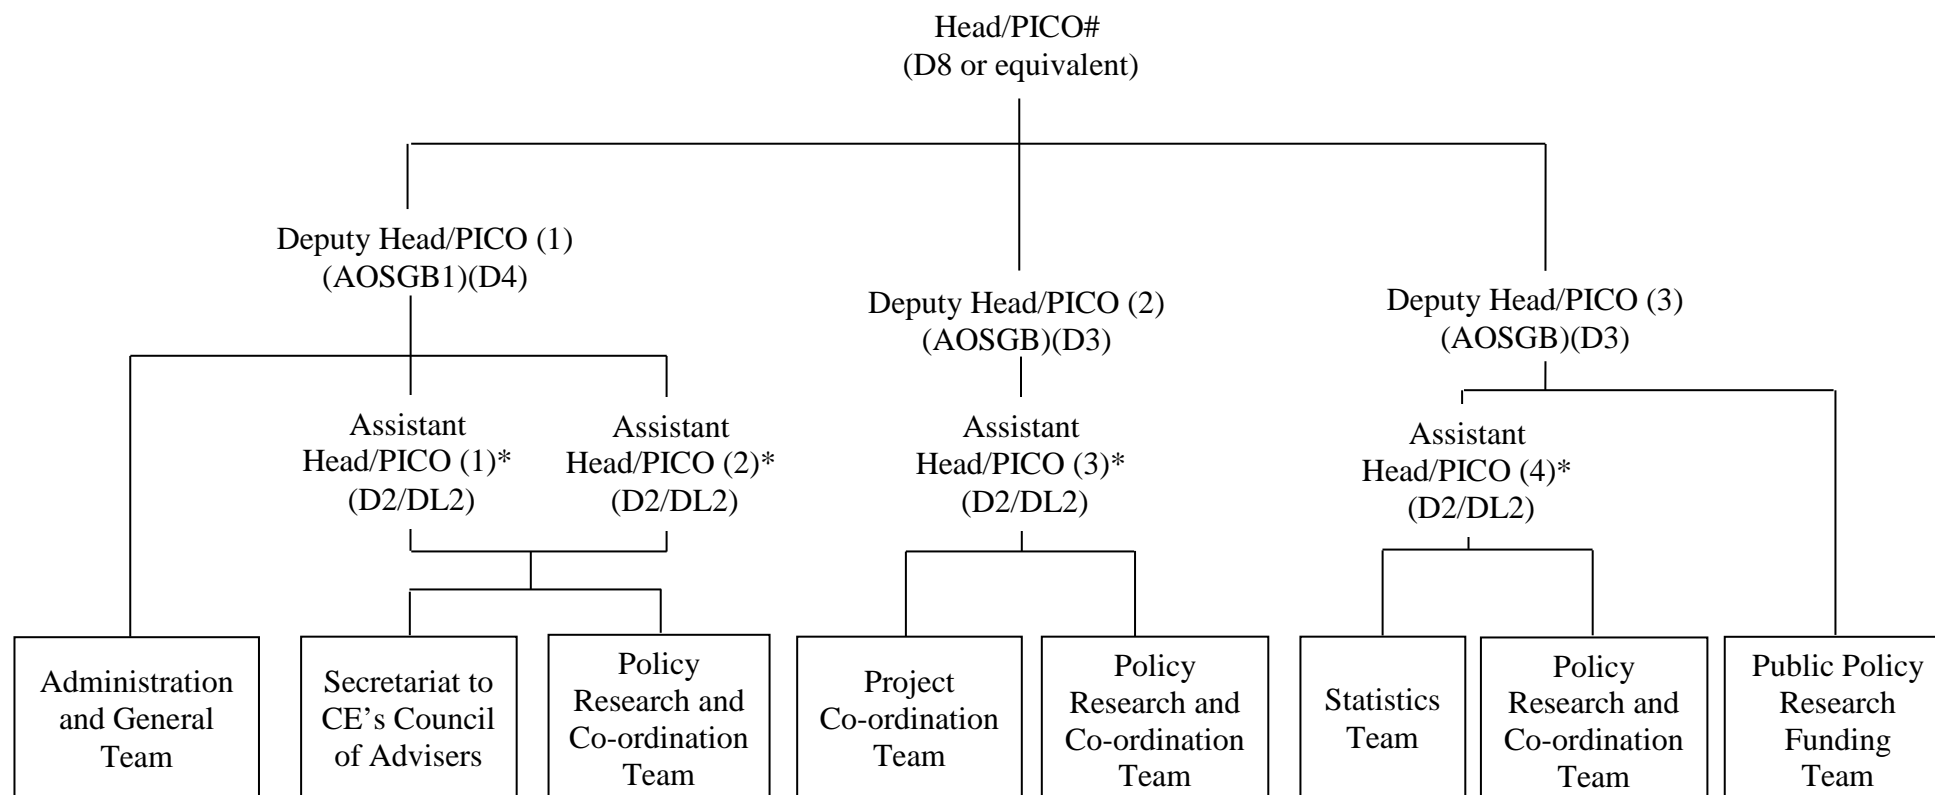 Head/PICO#
(D8 or equivalent)
Deputy Head/PICO (1)
(AOSGB1)(D4)
Deputy Head/PICO (2)
(AOSGB)(D3)
Deputy Head/PICO (3)
(AOSGB)(D3)
Assistant
Head/PICO (1)*
(D2/DL2)
Assistant
Head/PICO (2)*
(D2/DL2)
Assistant
Head/PICO (3)*
(D2/DL2)
Assistant
Head/PICO (4)*
(D2/DL2)
Administration
and General
Team
Secretariat to
CE’s Council
of Advisers
Policy
Research and
Co-ordination
Team
Project
Co-ordination
Team
Policy
Research and
Co-ordination
Team
Statistics
Team
Policy
Research and
Co-ordination
Team
Public Policy
Research
Funding
Team